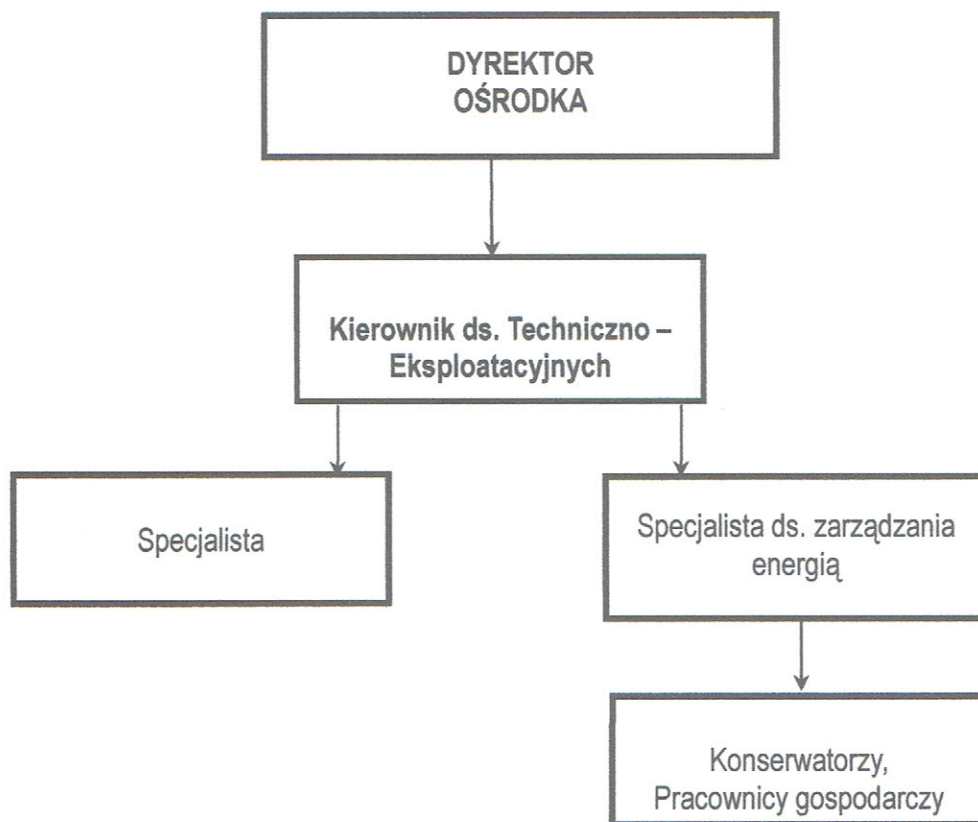 DYREKTOR
OŚRODKA
Kierownik ds. Techniczno –
Eksploatacyjnych
Specjalista
Specjalista ds. zarządzania
energią
Konserwatorzy,
Pracownicy gospodarczy